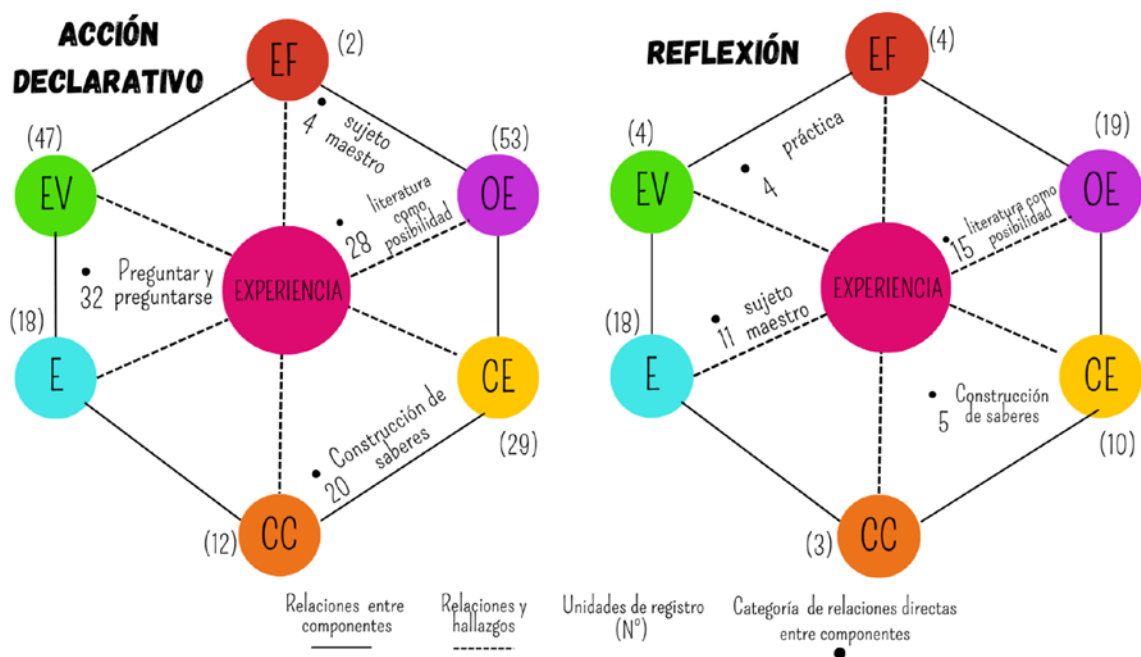 ACCIÓN
DECLARATIVO
EF
(2)
(47)
EV
4
sujeto
maestro
(53)
OE
28
literatura
como
posibilidad
32
Preguntar y
preguntarse
EXPERIENCIA
(18)
E
CE
(29)
20
Construcción de
saberes
(12)
CC
REFLEXIÓN
EF
(4)
(4)
EV
4
práctica
(19)
OE
15
literatura como
posibilidad
EXPERIENCIA
(18)
E
11
sujeto
maestro
5
Construcción
de saberes
CE
(10)
(3)
CC
Relaciones entre
componentes
Relaciones y
hallazgos
Unidades de registro
(N°)
Categoría de relaciones directas
entre componentes